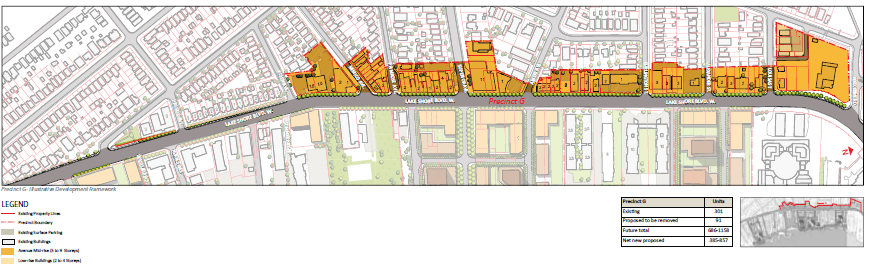 LAKE SHORE BLVD. W.
Precinct G
LAKE SHORE BLVD. W.
LAKE SHORE BLVD. W.
N
Precinct G- Illustrative Development Framework
LEGEND
Existing Property Lines
Precinct Boundary
Existing Surface Parking
Existing Buildings
Avenue Mid-rise (5 to 9 Storeys)
Low-rise Buildings (2 to 4 Storeys)
Precinct G Units
Existing 301
Proposed to be removed 91
Future total 686-1158
Net new proposed 385-857